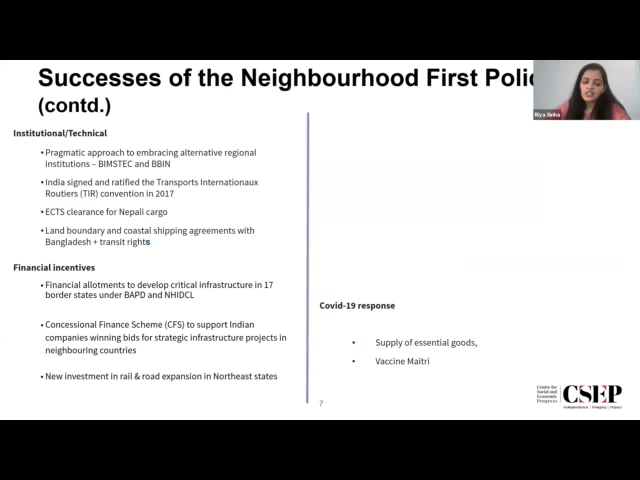 Successes of the Neighbourhood First Polic
(contd.)
Riya Sinha
Institutional/Technical
• Pragmatic approach to embracing alternative regional
institutions – BIMSTEC and BBIN
• India signed and ratified the Transports Internationaux
Routiers (TIR) convention in 2017
• ECTS clearance for Nepali cargo
• Land boundary and coastal shipping agreements with
Bangladesh + transit rights
Financial incentives
• Financial allotments to develop critical infrastructure in 17
border states under BAPD and NHIDCL
• Concessional Finance Scheme (CFS) to support Indian
companies winning bids for strategic infrastructure projects in
neighbouring countries
• New investment in rail & road expansion in Northeast states
Covid-19 response
• Supply of essential goods,
• Vaccine Maitri
7
Centre for
Social and
Economic
Progress
CSEP
Independence | Integrity | Impact